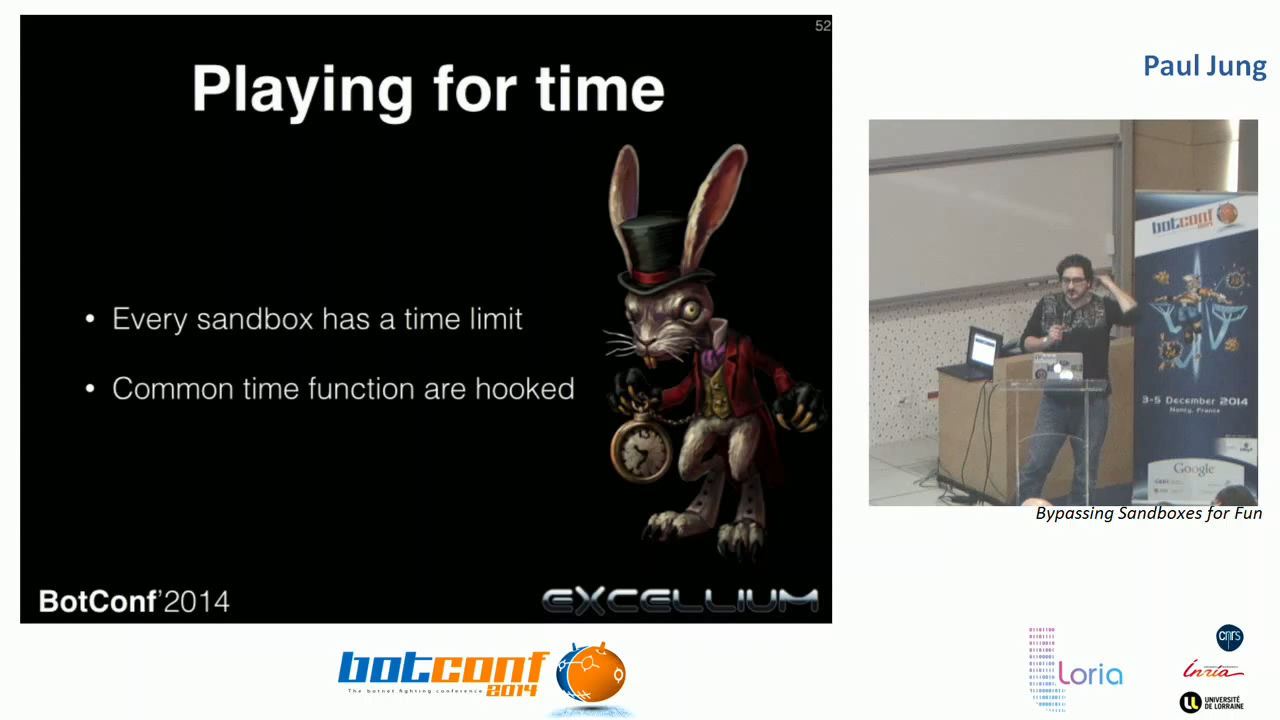 52
Playing for time
• Every sandbox has a time limit
• Common time function are hooked
BotConf'2014
EXCELLIUM
Paul Jung
botconf
2014
3-5 December 2014
Nancy, France
Google
Bypassing Sandboxes for Fun
botconf
The botnet fighting conference 2014
Loria
cnrs
Inria
UNIVERSITÉ
DE LORRAINE